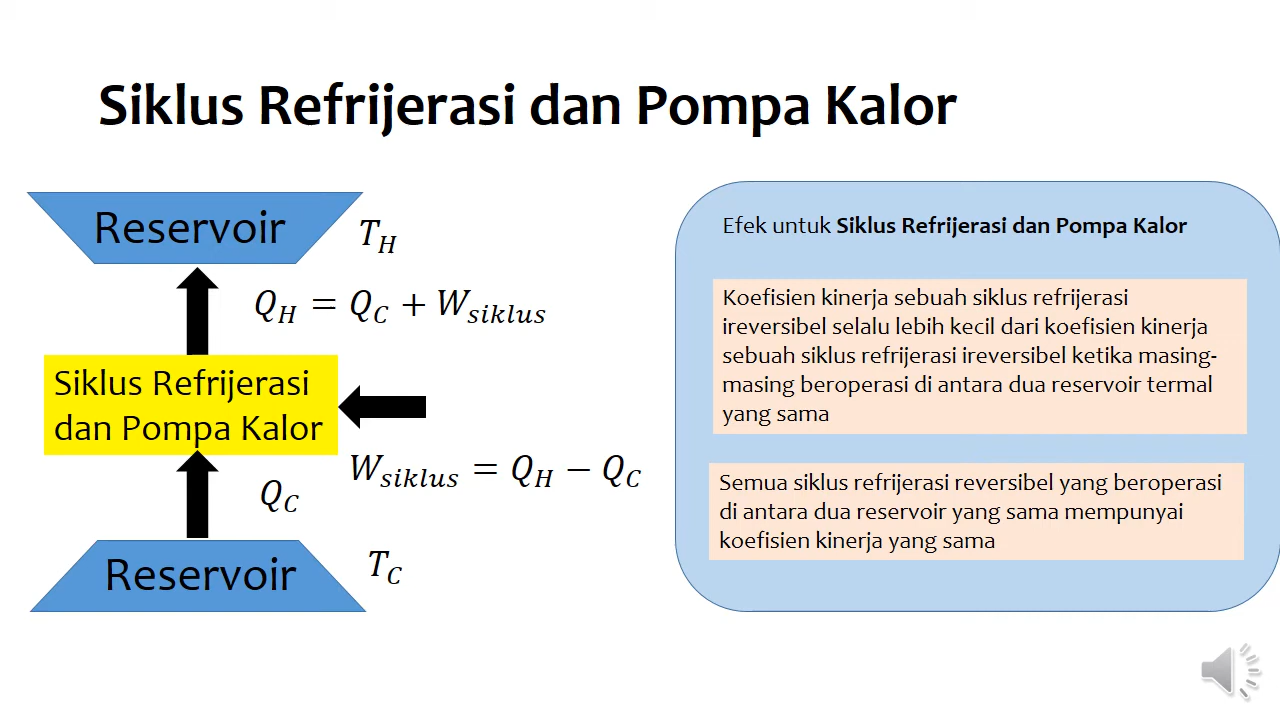 Siklus Refrijerasi dan Pompa Kalor
Reservoir
T_H
Q_H = Q_C + W_siklus
Siklus Refrijerasi
dan Pompa Kalor
W_siklus = Q_H − Q_C
Q_C
Reservoir
T_C
Efek untuk Siklus Refrijerasi dan Pompa Kalor
Koefisien kinerja sebuah siklus refrijerasi
ireversibel selalu lebih kecil dari koefisien kinerja
sebuah siklus refrijerasi ireversibel ketika masing-
masing beroperasi di antara dua reservoir termal
yang sama
Semua siklus refrijerasi reversibel yang beroperasi
di antara dua reservoir yang sama mempunyai
koefisien kinerja yang sama